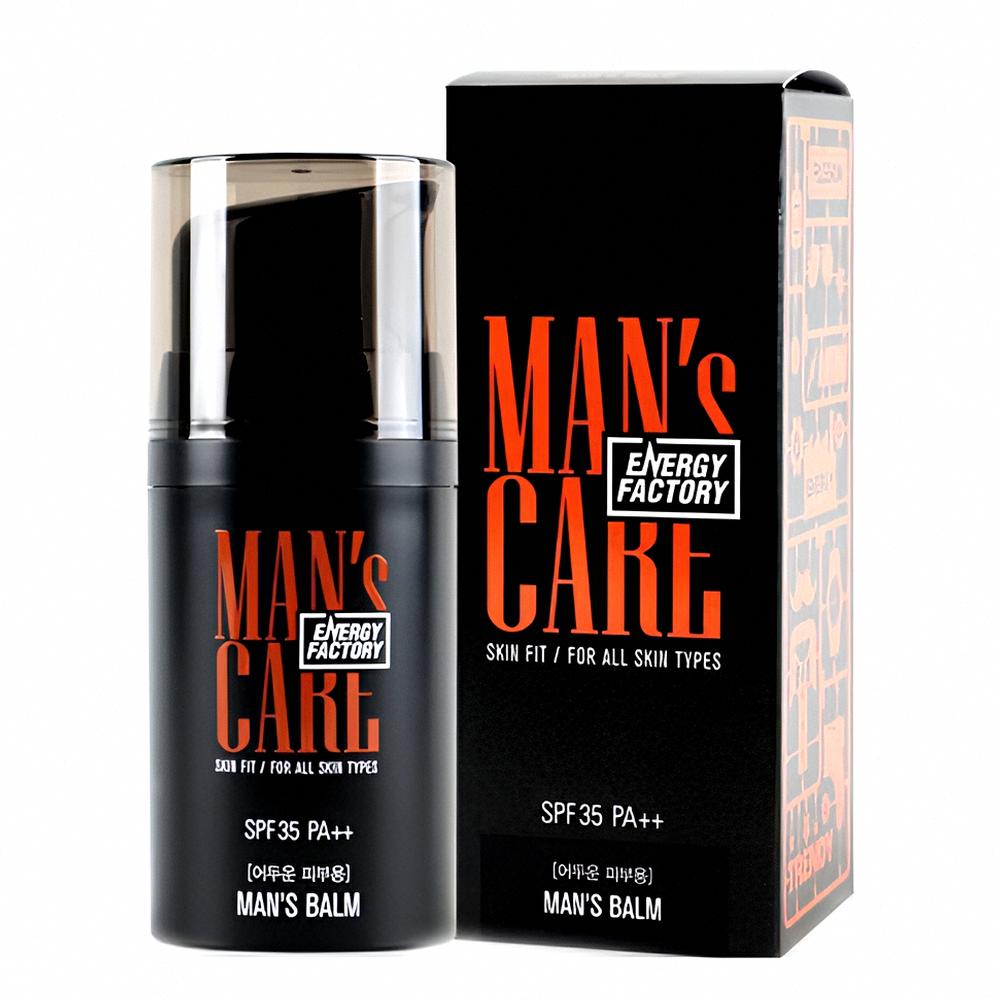 MAN's
CARE
ENERGY
FACTORY
SKIN FIT / FOR ALL SKIN TYPES
SPF35 PA++
[어두운 피부용]
MAN'S BALM
MAN's
CARE
ENERGY
FACTORY
SKIN FIT / FOR ALL SKIN TYPES
SPF35 PA++
[어두운 피부용]
MAN'S BALM